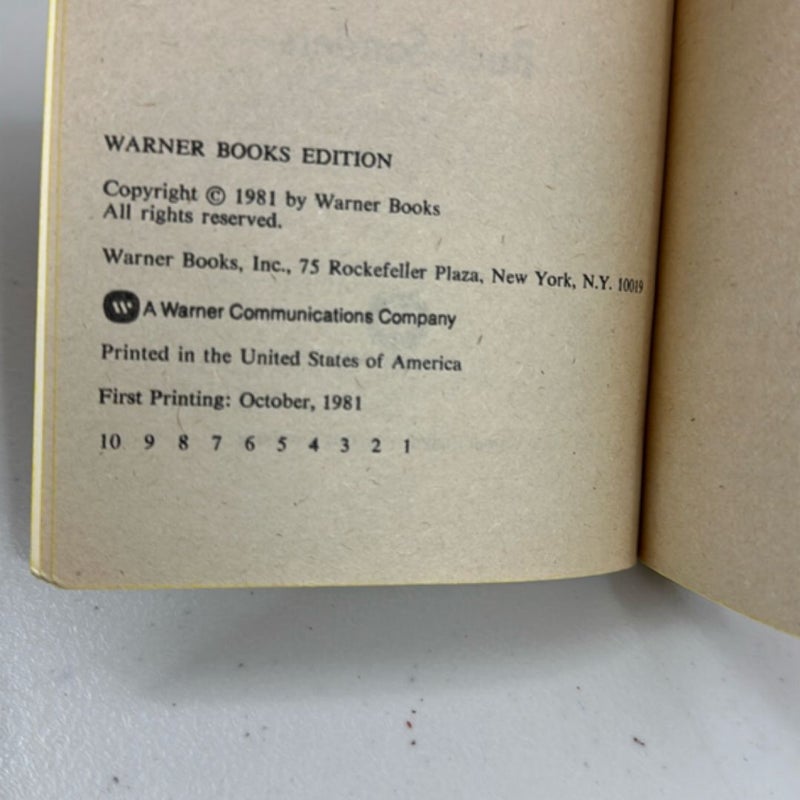 WARNER BOOKS EDITION
Copyright © 1981 by Warner Books
All rights reserved.
Warner Books, Inc., 75 Rockefeller Plaza, New York, N.Y. 10019
A Warner Communications Company
Printed in the United States of America
First Printing: October, 1981
10 9 8 7 6 5 4 3 2 1